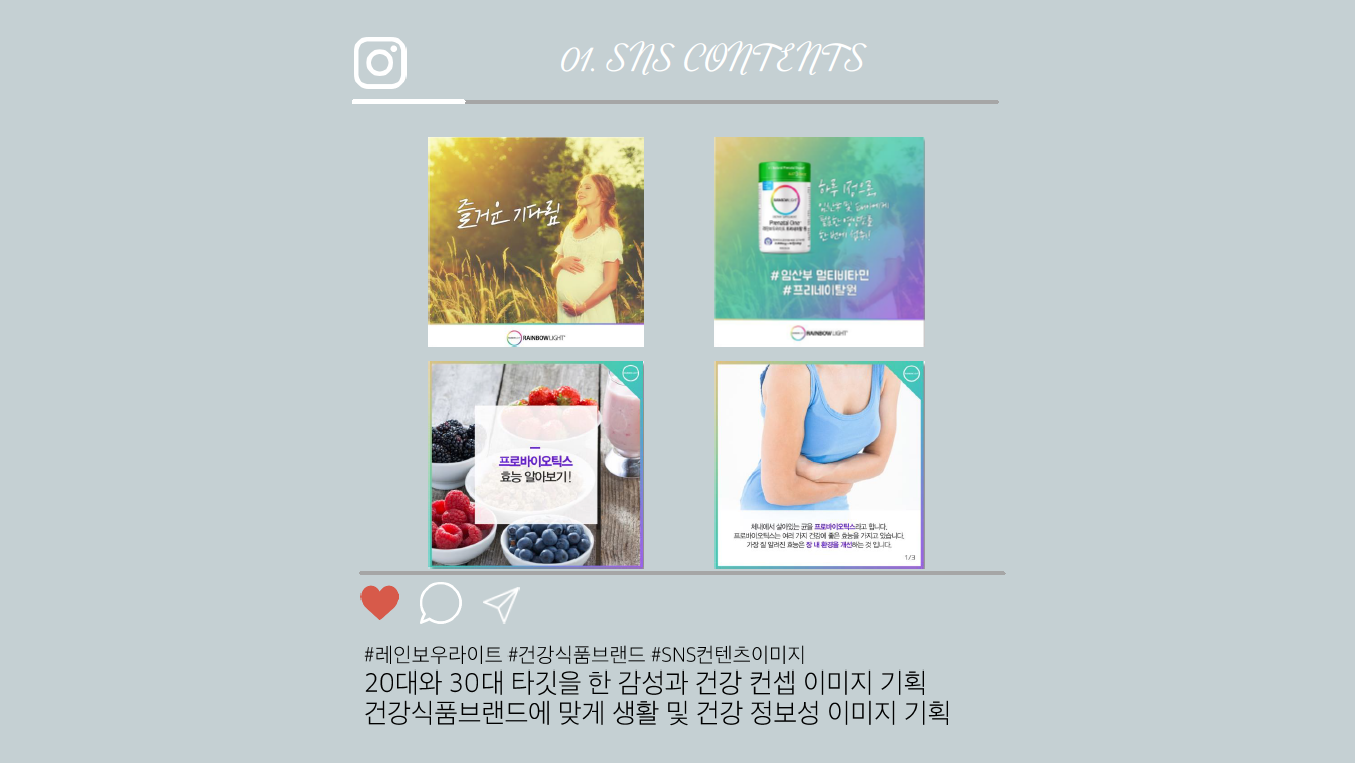 01. SNS CONTENTS
즐거운 기다림
RAINBOWLIGHT
하루 1정으로,
임산부 및 태아에게
필요한 영양을
한 번에 섭취!
RAINBOWLIGHT
Prenatal One
#임산부 멀티비타민
#프리네이탈원
RAINBOWLIGHT
프로바이오틱스
효능 알아보기!
체내에서 살아있는 균을 프로바이오틱스라고 합니다.
프로바이오틱스는 여러 가지 건강에 좋은 효능을 가지고 있습니다.
가장 잘 알려진 효능은 장 내 환경을 개선하는 것 입니다.
1/3
#레인보우라이트 #건강식품브랜드 #SNS컨텐츠이미지
20대와 30대 타깃을 한 감성과 건강 컨셉 이미지 기획
건강식품브랜드에 맞게 생활 및 건강 정보성 이미지 기획